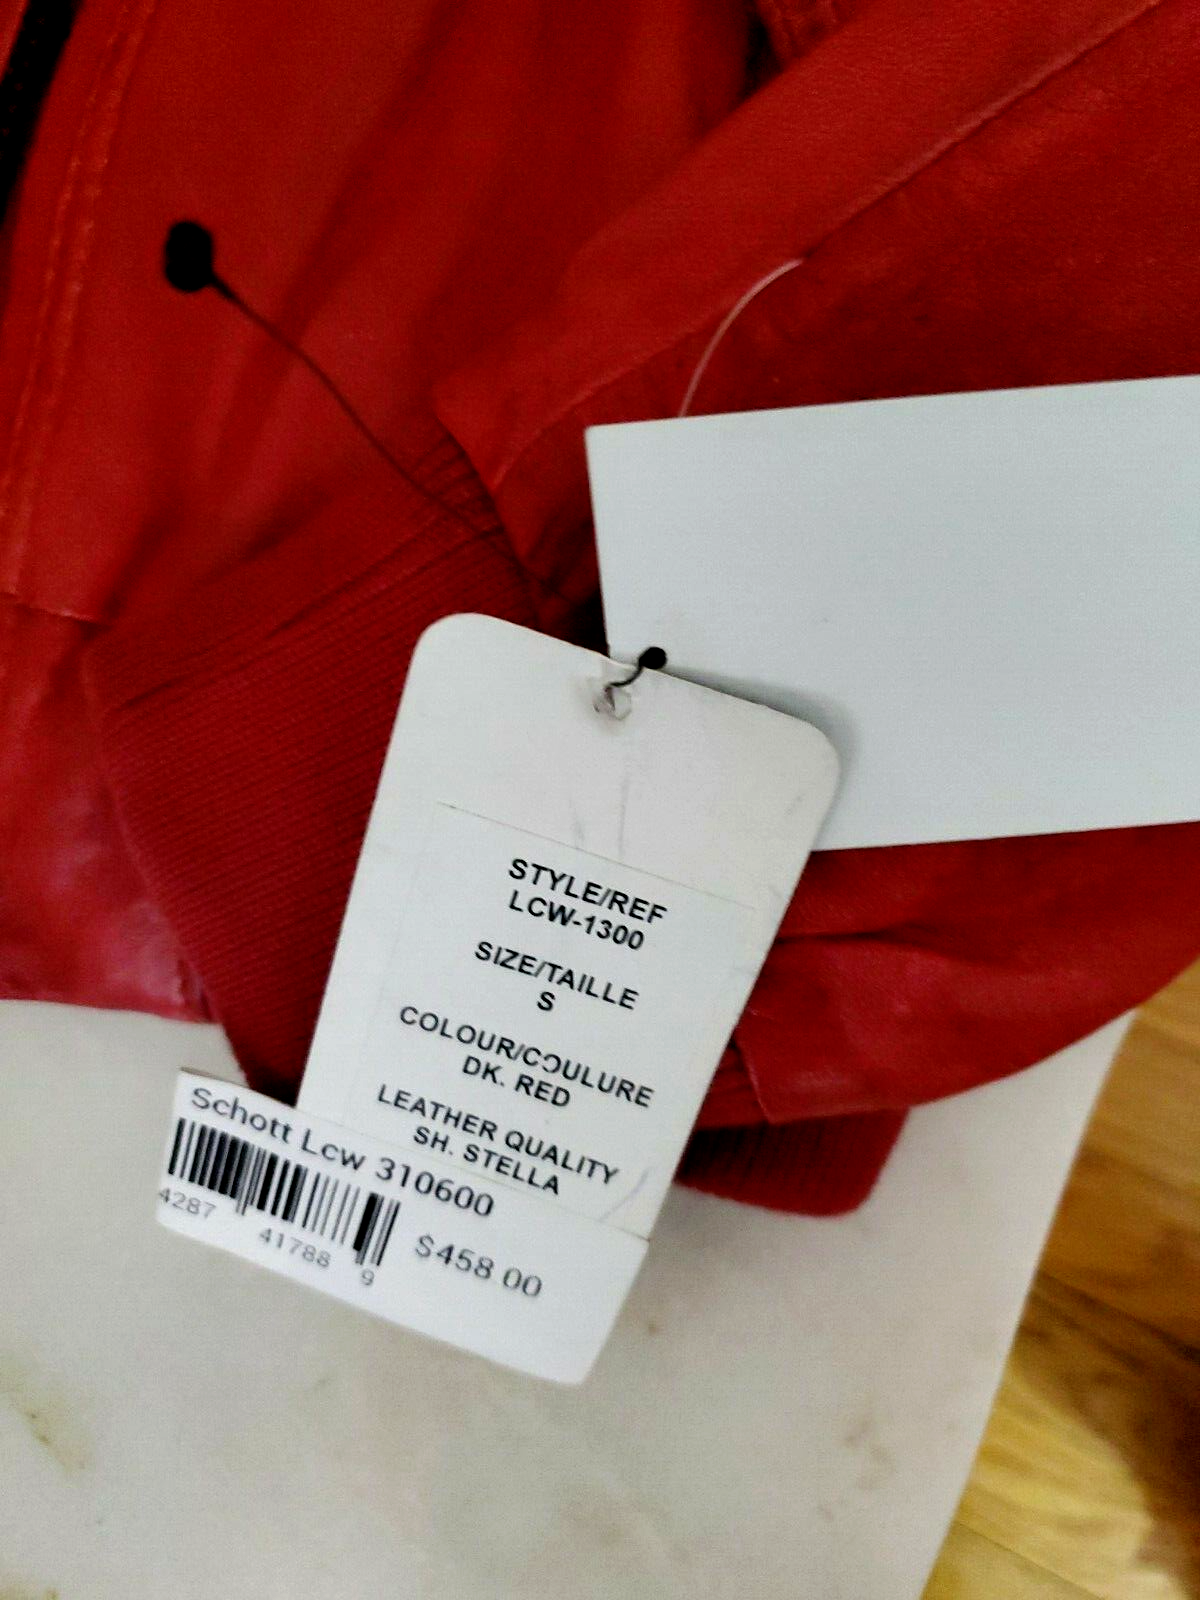 STYLE/REF
LCW-1300
SIZE/TAILLE
S
COLOUR/COULURE
DK. RED
LEATHER QUALITY
SH. STELLA
Schott Lcw 310600
4287 41788 9
$458.00